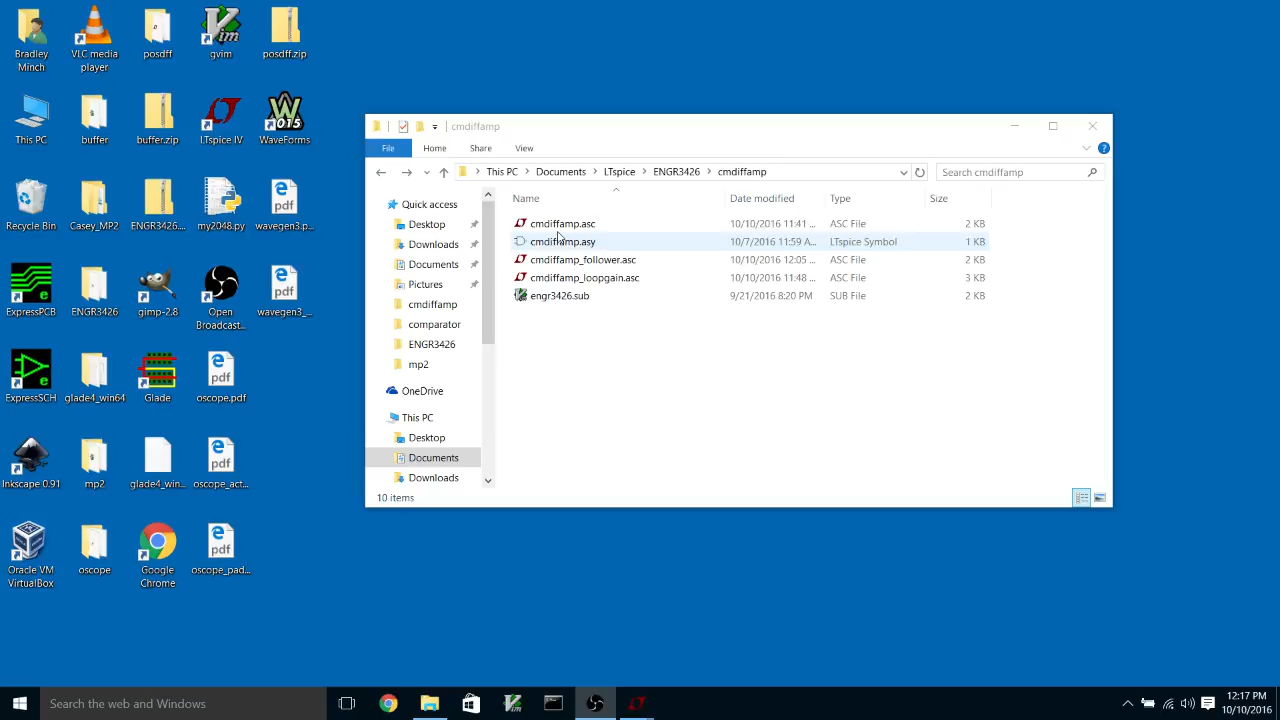 Bradley Minch
VLC media player
posdff
gvim
posdff.zip
This PC
buffer
buffer.zip
LTspice IV
W 015
WaveForms
Recycle Bin
Casey_MP2
ENGR3426....
my2048.py
pdf
wavegen3.p...
ExpressPCB
ENGR3426
gimp-2.8
Open Broadcast...
pdf
wavegen3_...
ExpressSCH
glade4_win64
Glade
pdf
oscope.pdf
Inkscape 0.91
mp2
glade4_win...
pdf
oscope_act...
Oracle VM VirtualBox
oscope
Google Chrome
pdf
oscope_pad...
cmdiffamp
File Home Share View
This PC Documents LTspice ENGR3426 cmdiffamp
Search cmdiffamp
Name Date modified Type Size
cmdiffamp.asc 10/10/2016 11:41 ... ASC File 2 KB
cmdiffamp.asy 10/7/2016 11:59 A... LTspice Symbol 1 KB
cmdiffamp_follower.asc 10/10/2016 12:05 ... ASC File 2 KB
cmdiffamp_loopgain.asc 10/10/2016 11:48 ... ASC File 3 KB
engr3426.sub 9/21/2016 8:20 PM SUB File 2 KB
Quick access
Desktop
Downloads
Documents
Pictures
cmdiffamp
comparator
ENGR3426
mp2
OneDrive
This PC
Desktop
Documents
Downloads
10 items
Search the web and Windows
12:17 PM
10/10/2016